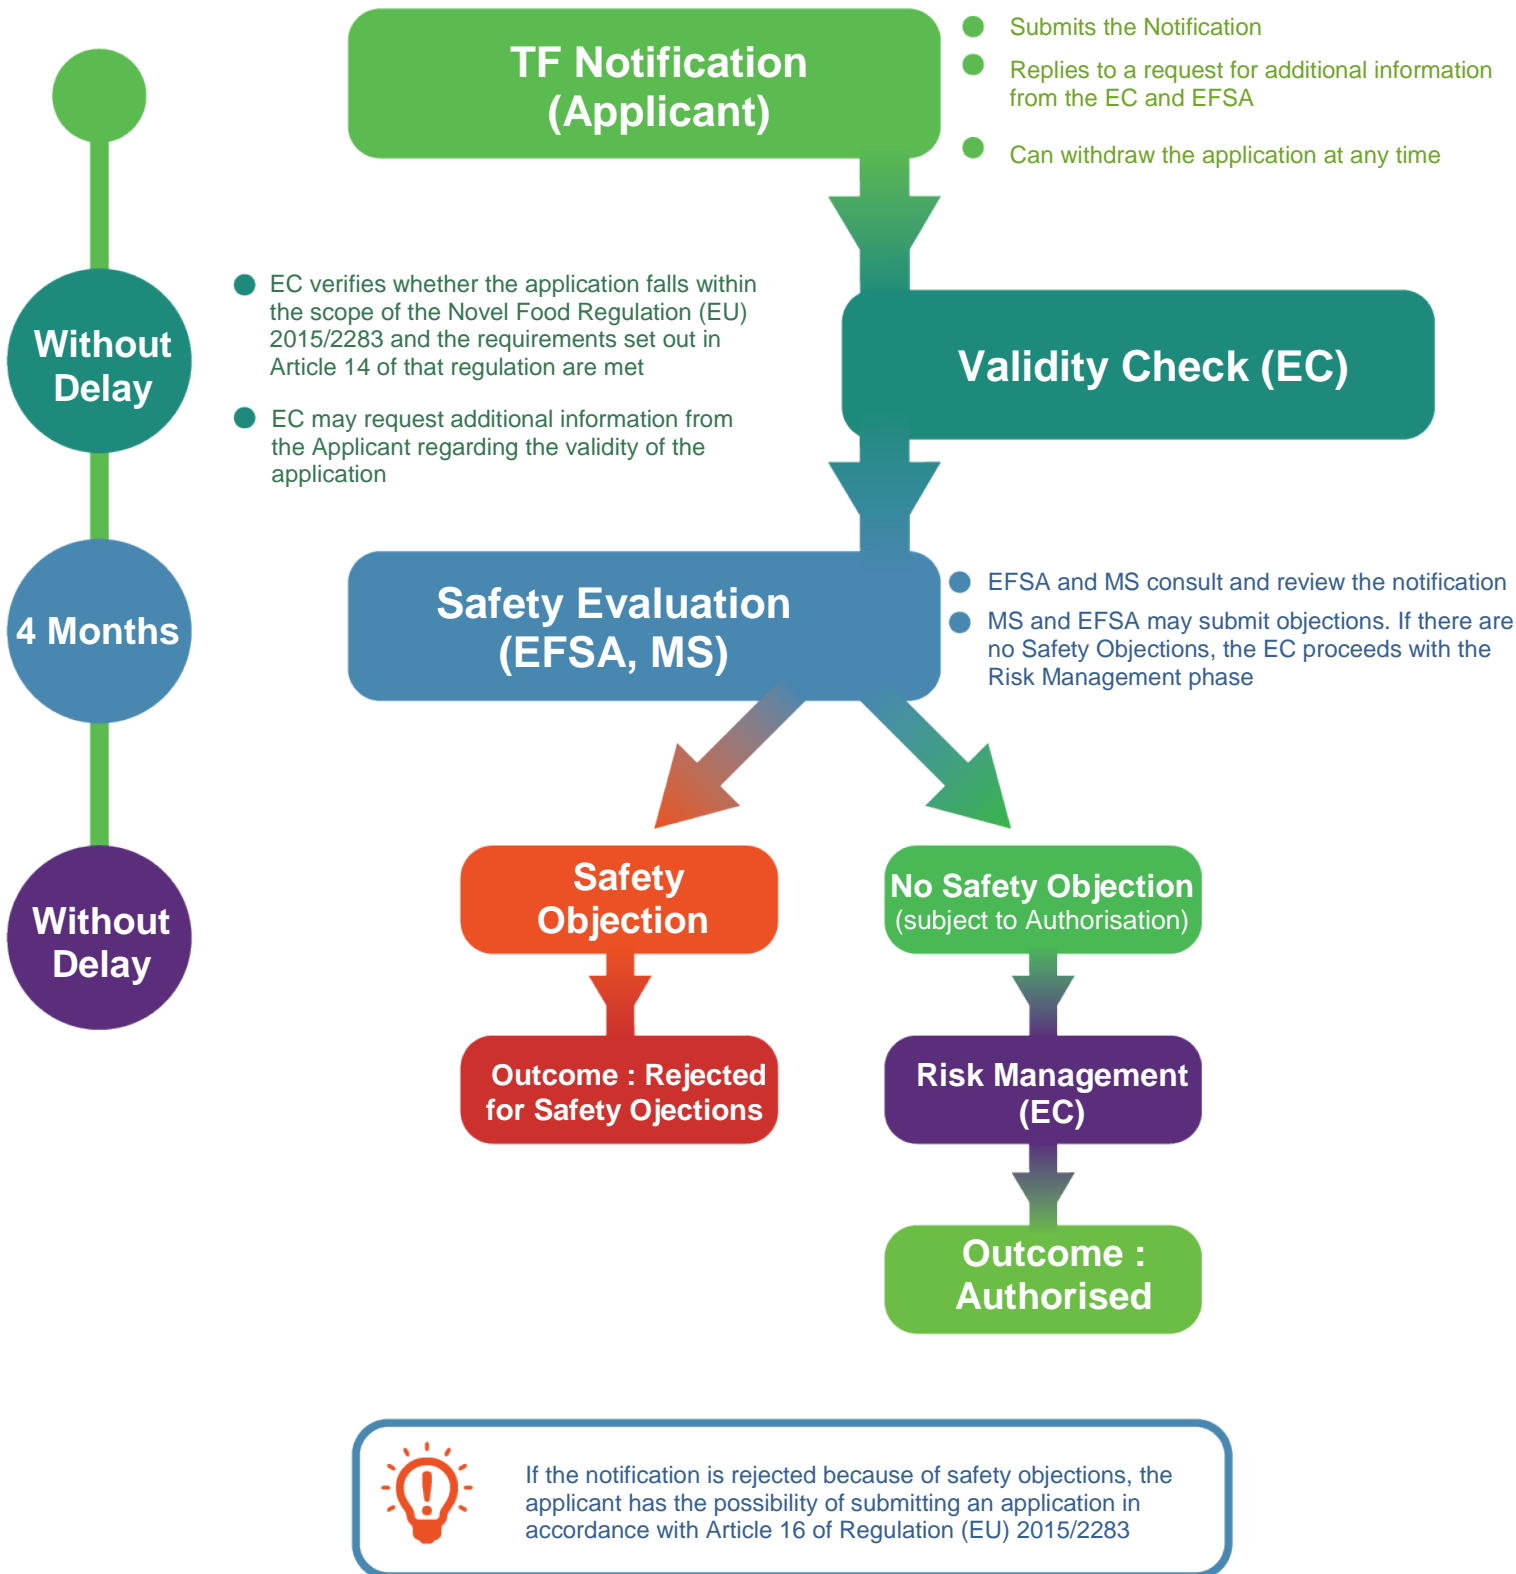 TF Notification
(Applicant)
Submits the Notification
Replies to a request for additional information
from the EC and EFSA
Can withdraw the application at any time
Without
Delay
EC verifies whether the application falls within
the scope of the Novel Food Regulation (EU)
2015/2283 and the requirements set out in
Article 14 of that regulation are met
EC may request additional information from
the Applicant regarding the validity of the
application
Validity Check (EC)
4 Months
Safety Evaluation
(EFSA, MS)
EFSA and MS consult and review the notification
MS and EFSA may submit objections. If there are
no Safety Objections, the EC proceeds with the
Risk Management phase
Without
Delay
Safety
Objection
No Safety Objection
(subject to Authorisation)
Outcome : Rejected
for Safety Ojections
Risk Management
(EC)
Outcome :
Authorised
If the notification is rejected because of safety objections, the
applicant has the possibility of submitting an application in
accordance with Article 16 of Regulation (EU) 2015/2283